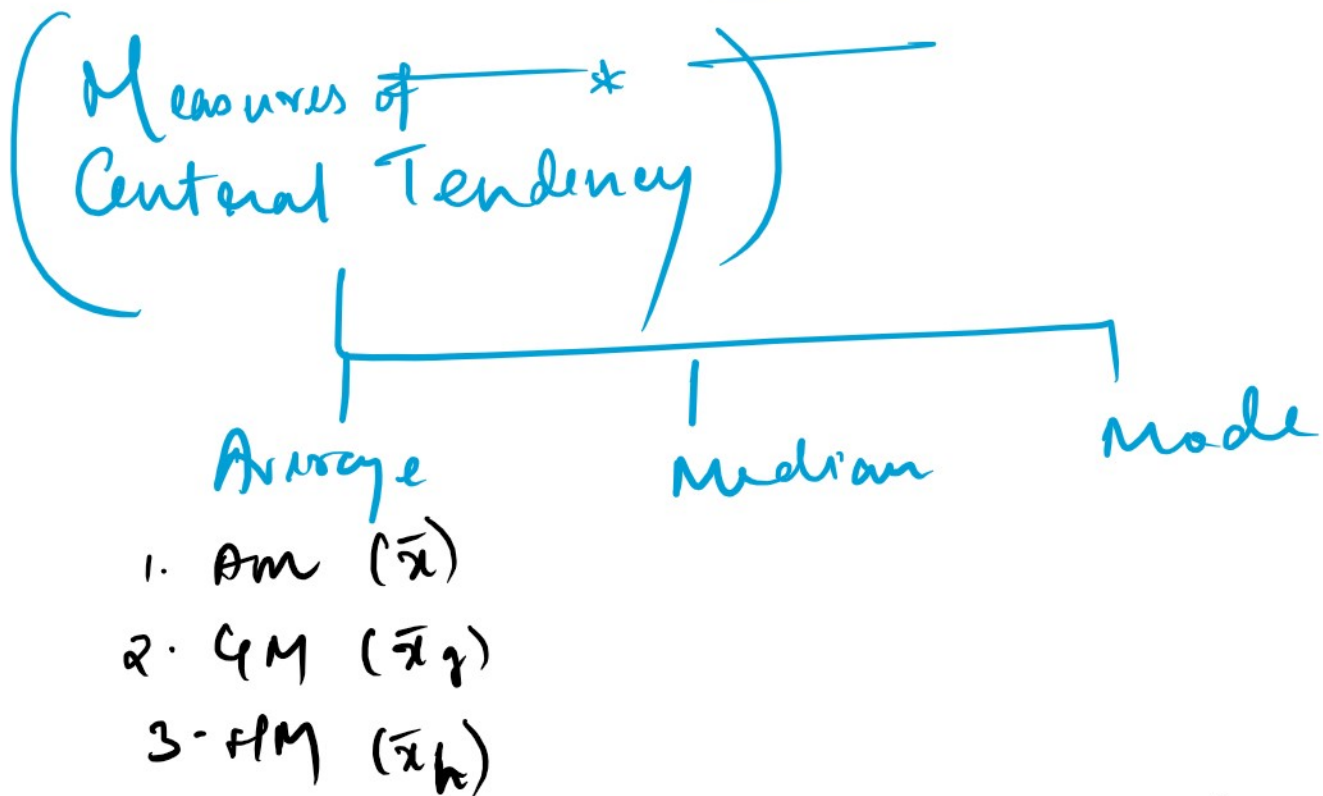 Measures of *
Central Tendency
Average Median Mode
1. AM (x̄)
2. GM (x̄g)
3. HM (x̄h)